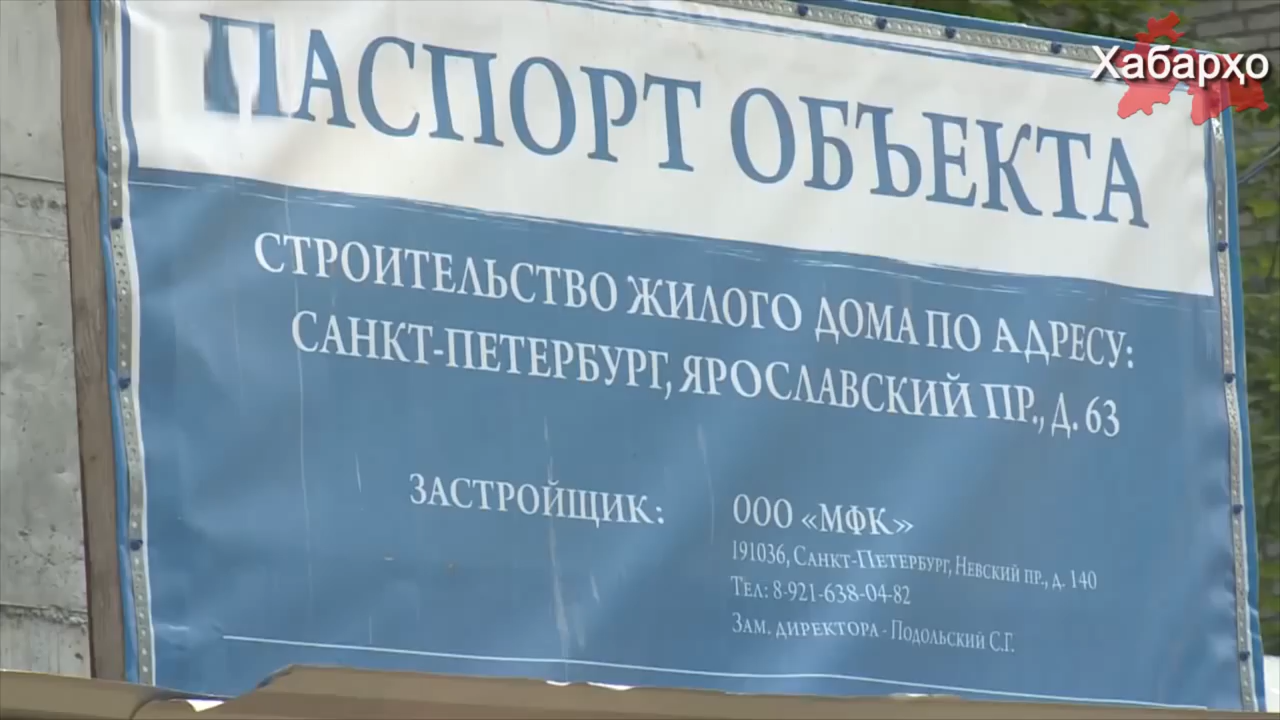 Хабарҳо
ПАСПОРТ ОБЪЕКТА
СТРОИТЕЛЬСТВО ЖИЛОГО ДОМА ПО АДРЕСУ:
САНКТ-ПЕТЕРБУРГ, ЯРОСЛАВСКИЙ ПР., Д. 63
ЗАСТРОЙЩИК: ООО «МФК»
191036, САНКТ-ПЕТЕРБУРГ, НЕВСКИЙ ПР., Д. 140
ТЕЛ: 8-921-638-04-82
ЗАМ. ДИРЕКТОРА - ПОДОЛЬСКИЙ С.Г.